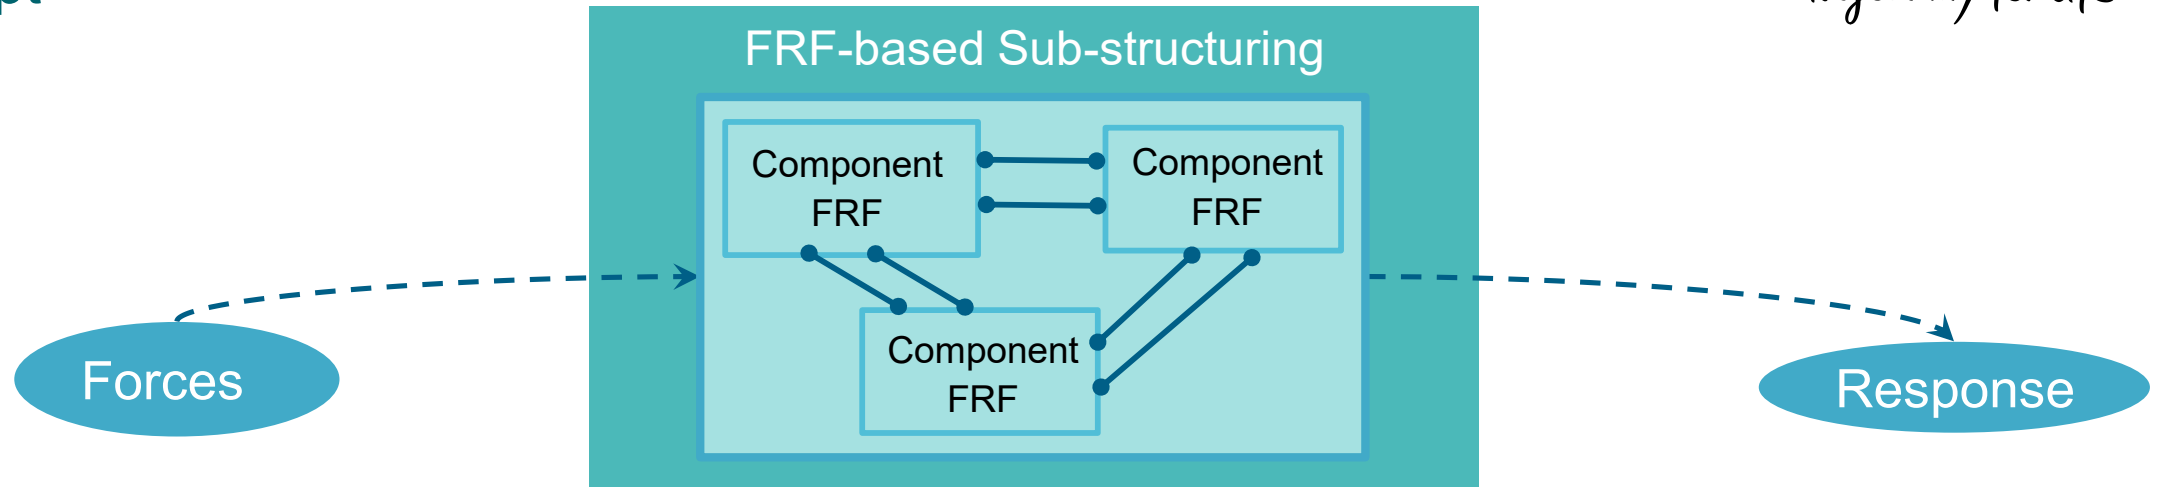 FRF-based Sub-structuring
Component
FRF
Component
FRF
Component
FRF
Forces
Response